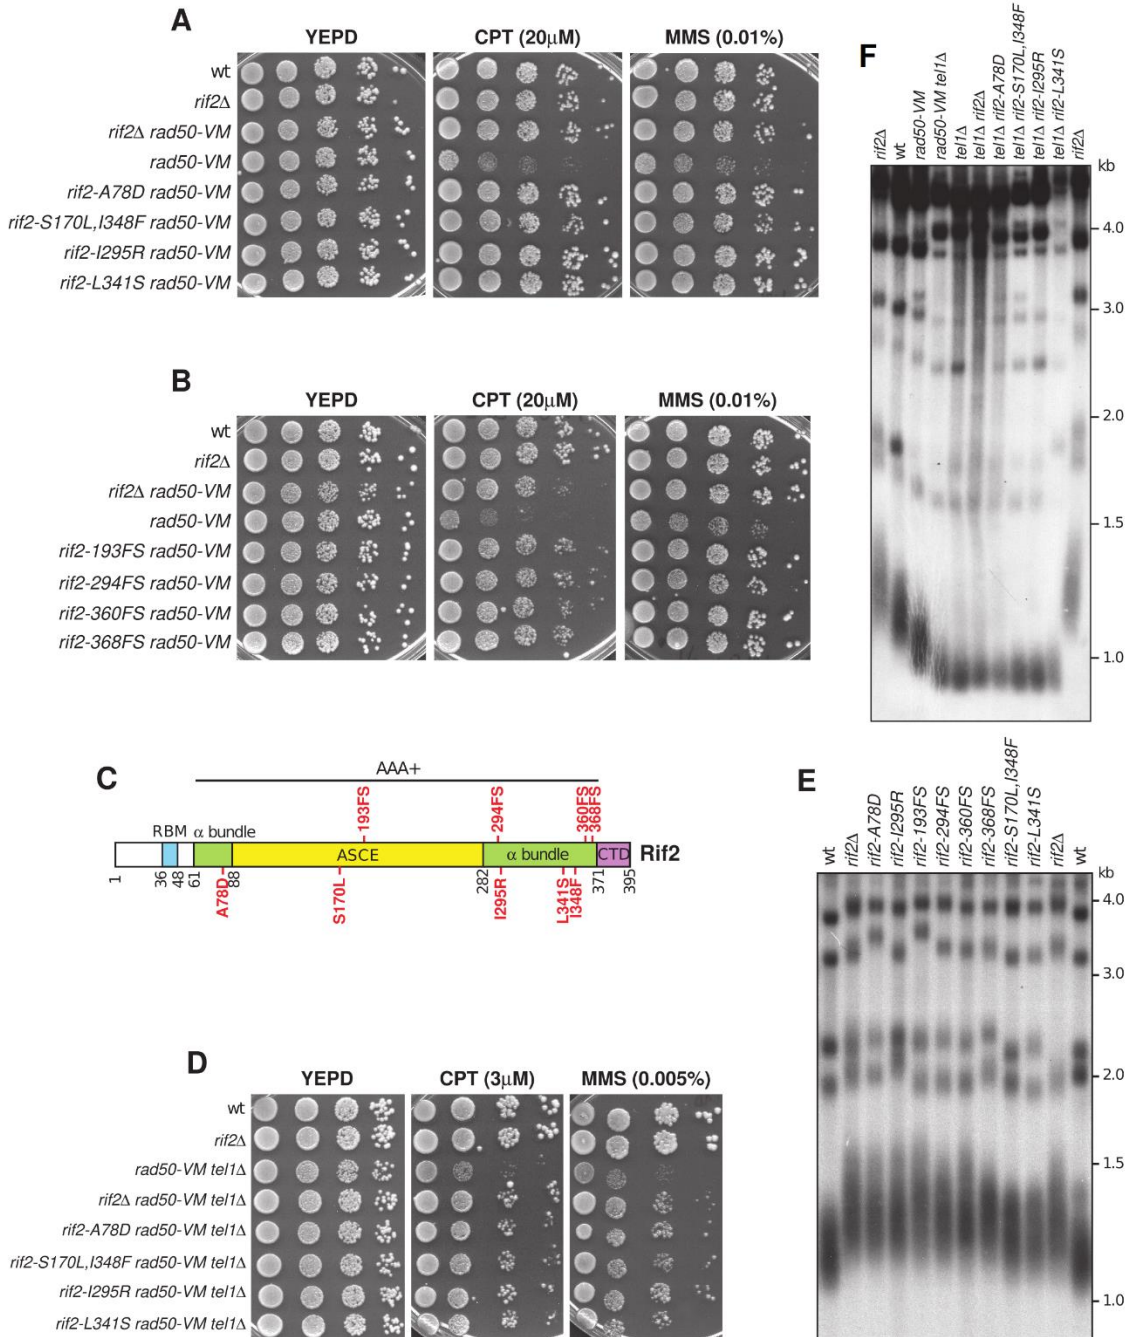 A
YEPD CPT (20μM) MMS (0.01%)
wt
rif2Δ
rif2Δ rad50-VM
rad50-VM
rif2-A78D rad50-VM
rif2-S170L,I348F rad50-VM
rif2-I295R rad50-VM
rif2-L341S rad50-VM
B
YEPD CPT (20μM) MMS (0.01%)
wt
rif2Δ
rif2Δ rad50-VM
rad50-VM
rif2-193FS rad50-VM
rif2-294FS rad50-VM
rif2-360FS rad50-VM
rif2-368FS rad50-VM
C
AAA+
193FS
294FS
360FS
368FS
RBM α bundle
ASCE
α bundle
CTD
Rif2
1
36
48
61
88
282
371
395
A78D
S170L
I295R
L341S
I348F
D
YEPD CPT (3μM) MMS (0.005%)
wt
rif2Δ
rad50-VM tel1Δ
rif2Δ rad50-VM tel1Δ
rif2-A78D rad50-VM tel1Δ
rif2-S170L,I348F rad50-VM tel1Δ
rif2-I295R rad50-VM tel1Δ
rif2-L341S rad50-VM tel1Δ
F
rif2Δ
wt
rad50-VM
rad50-VM tel1Δ
tel1Δ
tel1Δ rif2Δ
tel1Δ rif2-A78D
tel1Δ rif2-S170L,I348F
tel1Δ rif2-I295R
tel1Δ rif2-L341S
rif2Δ
kb
4.0
3.0
2.0
1.5
1.0
E
wt
rif2Δ
rif2-A78D
rif2-I295R
rif2-193FS
rif2-294FS
rif2-360FS
rif2-368FS
rif2-S170L,I348F
rif2-L341S
rif2Δ
wt
kb
4.0
3.0
2.0
1.5
1.0